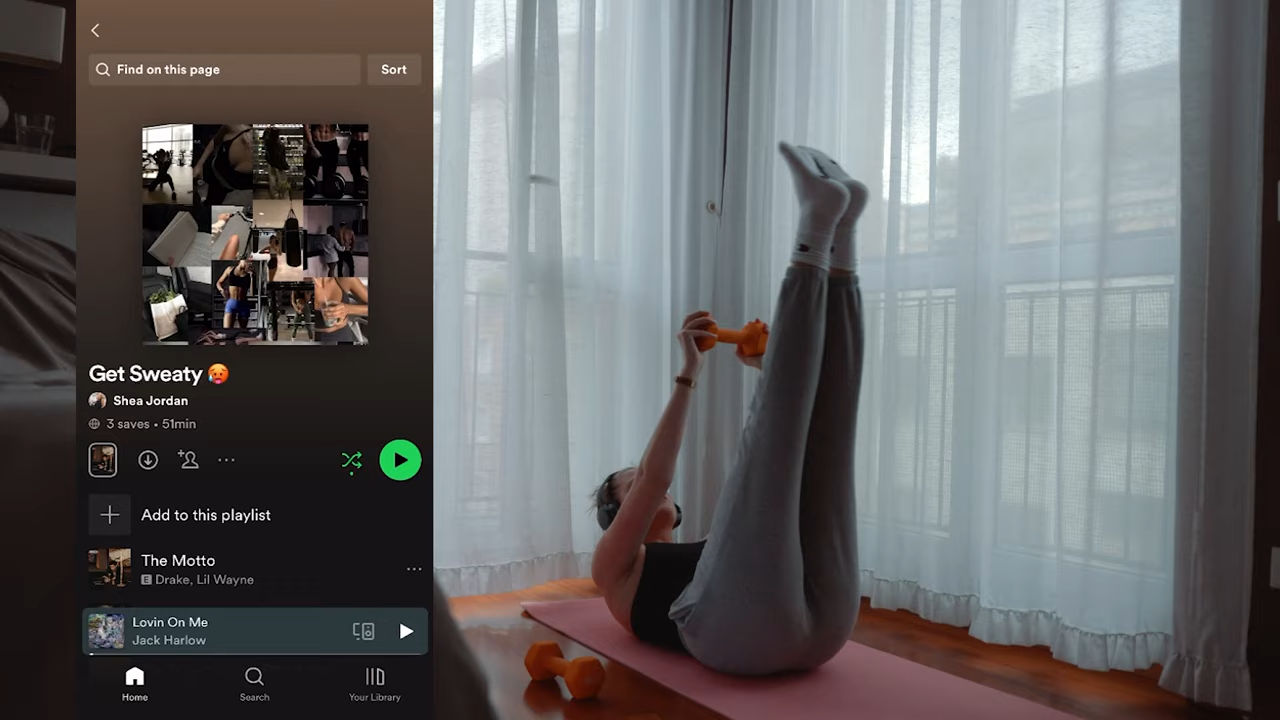 Find on this page
Sort
Get Sweaty 🥵
Shea Jordan
3 saves • 51min
Add to this playlist
The Motto
E Drake, Lil Wayne
Lovin On Me
Jack Harlow
Home
Search
Your Library